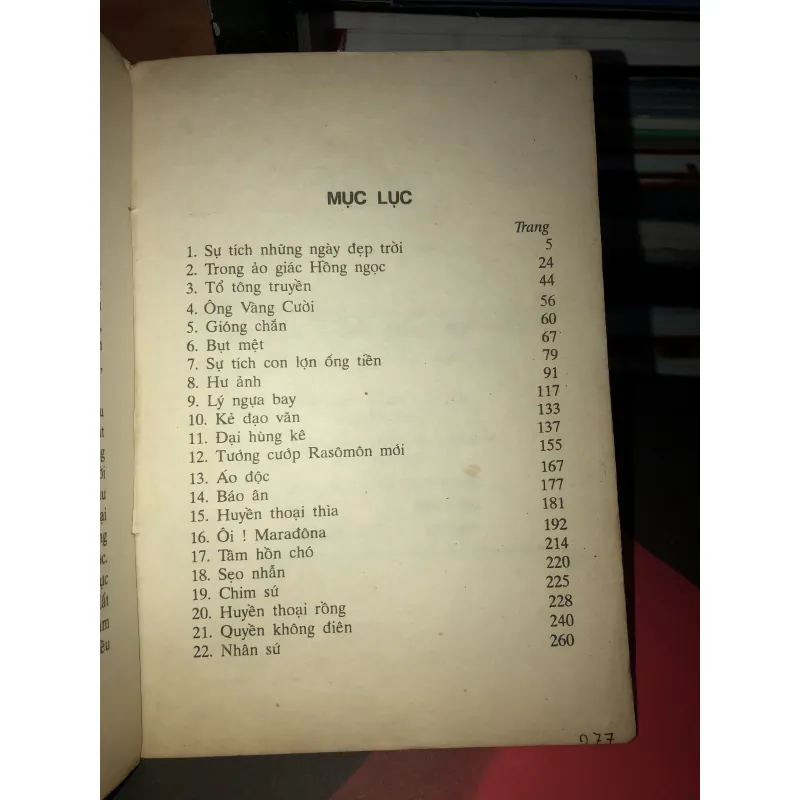 MỤC LỤC
Trang
1. Sự tích những ngày đẹp trời 5
2. Trong ảo giác Hồng ngọc 24
3. Tổ tông truyền 44
4. Ông Vàng Cười 56
5. Gióng chắn 60
6. Bụt mệt 67
7. Sự tích con lợn ống tiền 79
8. Hư ảnh 91
9. Lý ngựa bay 117
10. Kẻ đạo văn 133
11. Đại hùng kê 137
12. Tướng cướp Rasômôn mới 155
13. Áo độc 167
14. Báo ân 177
15. Huyền thoại thìa 181
16. Ôi ! Marađôna 192
17. Tầm hồn chó 214
18. Sẹo nhẫn 220
19. Chim sứ 225
20. Huyền thoại rồng 228
21. Quyền không điên 240
22. Nhân sứ 260
277